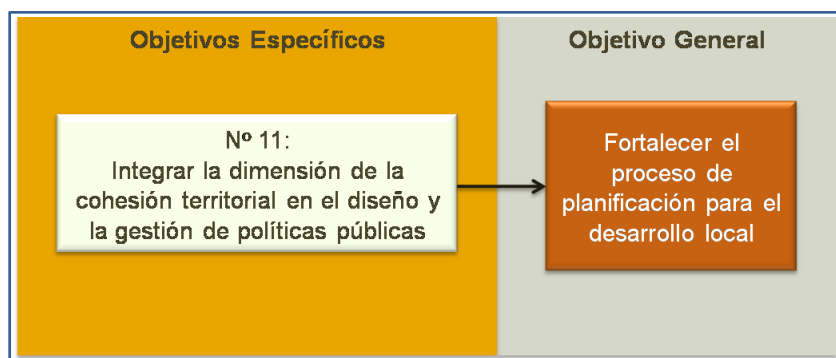 Objetivos Específicos
Objetivo General
Nº 11:
Integrar la dimensión de la
cohesión territorial en el diseño y
la gestión de políticas públicas
Fortalecer el
proceso de
planificación para el
desarrollo local